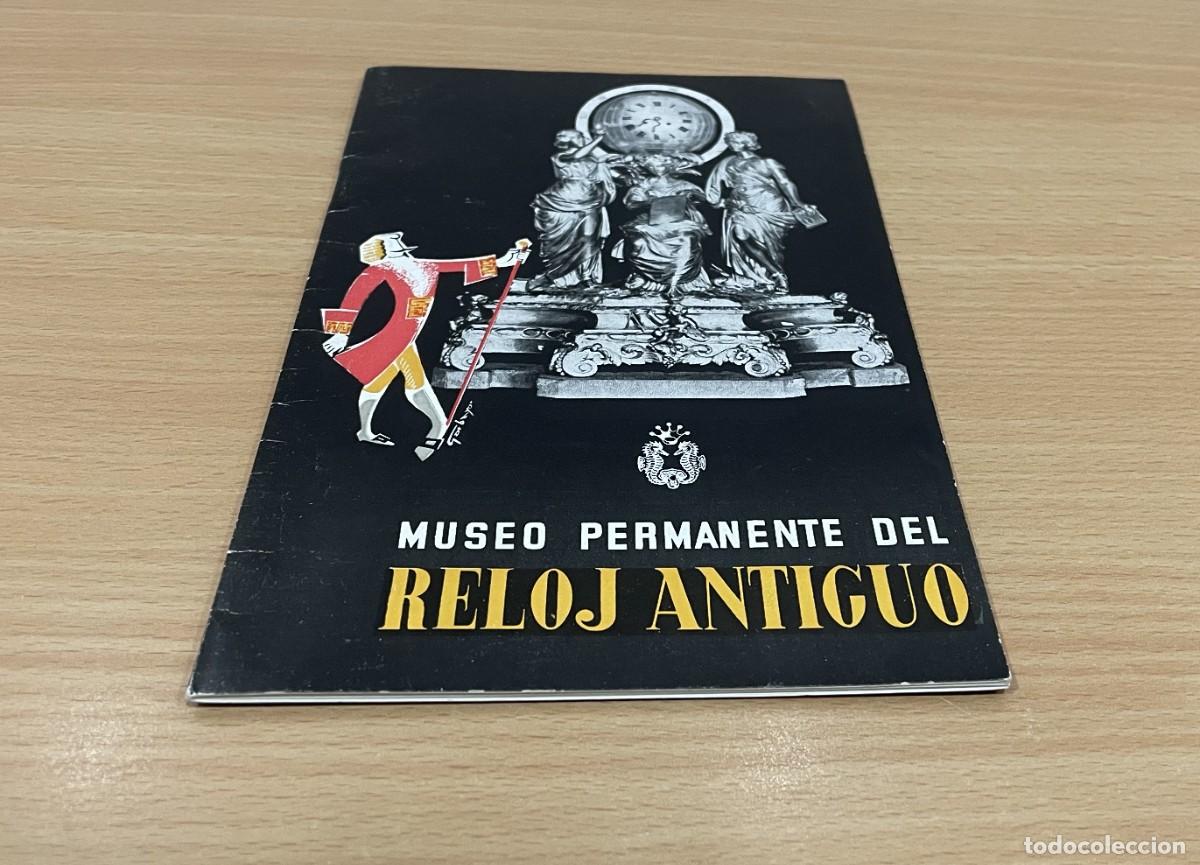 MUSEO PERMANENTE DEL
RELOJ ANTIGUO
todocoleccion